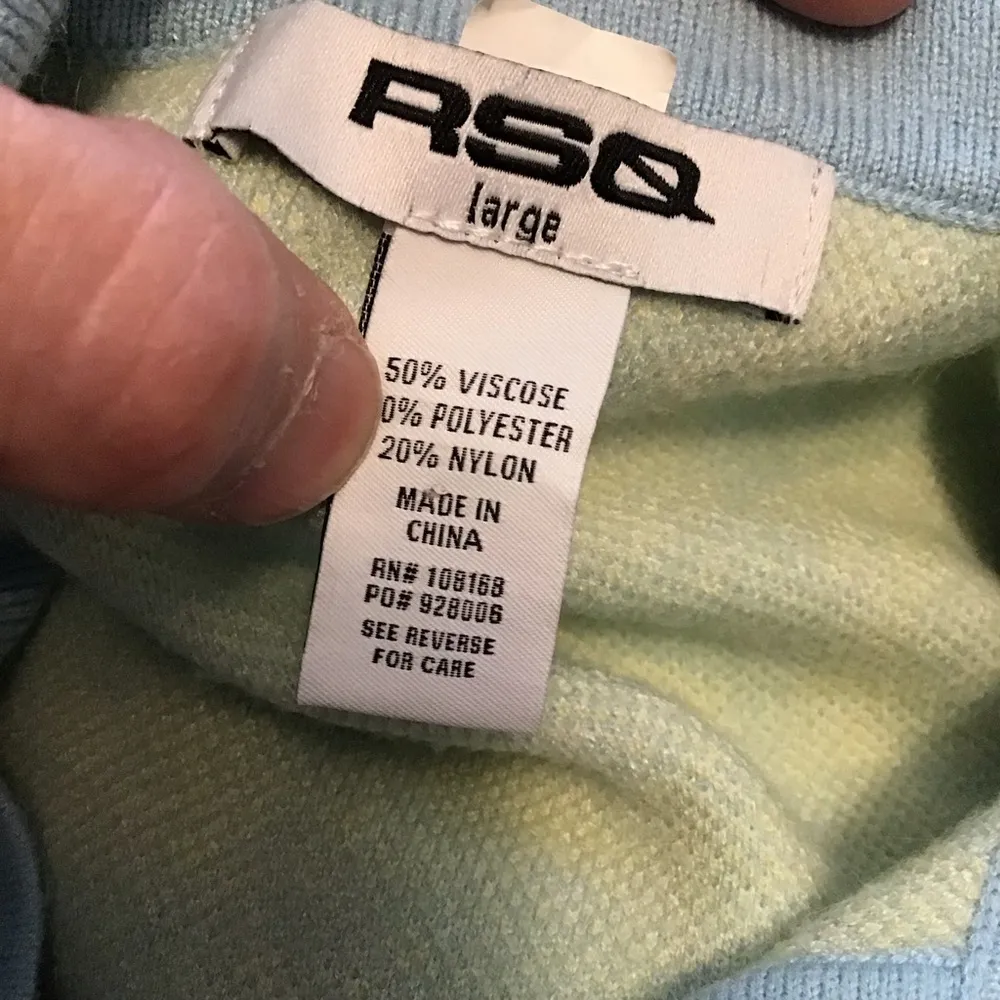 RSQ
large
50% VISCOSE
0% POLYESTER
20% NYLON
MADE IN
CHINA
RN# 108168
PO# 928006
SEE REVERSE
FOR CARE